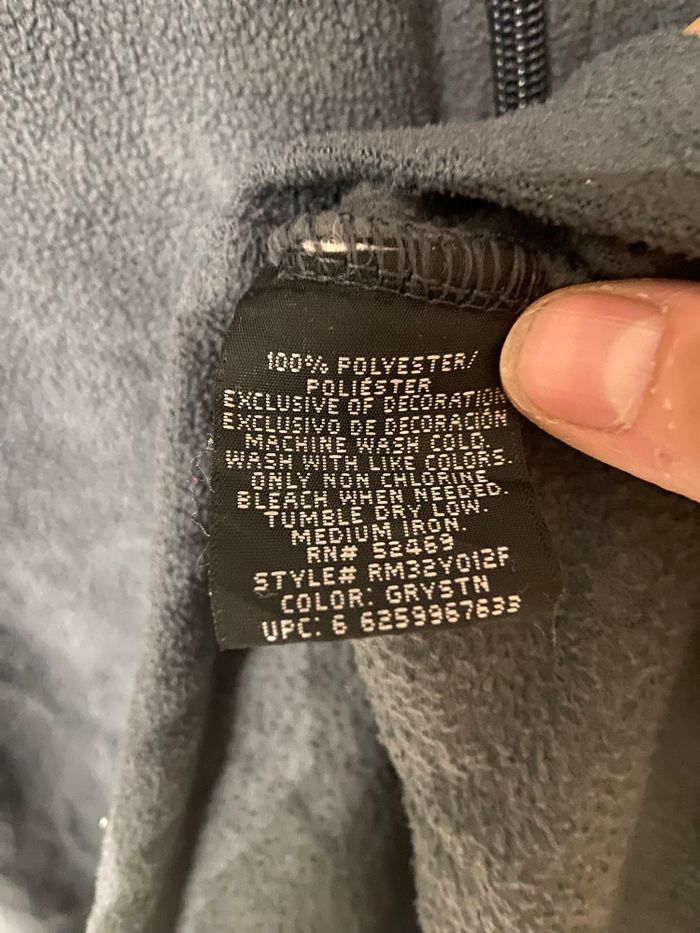 100% POLYESTER/
POLIÉSTER
EXCLUSIVE OF DECORATION
EXCLUSIVO DE DECORACIÓN
MACHINE WASH COLD.
WASH WITH LIKE COLORS.
ONLY NON CHLORINE
BLEACH WHEN NEEDED.
TUMBLE DRY LOW.
MEDIUM IRON.
RN# 52469
STYLE# RM32Y012F
COLOR: GRYSTN
UPC: 6 6259967633